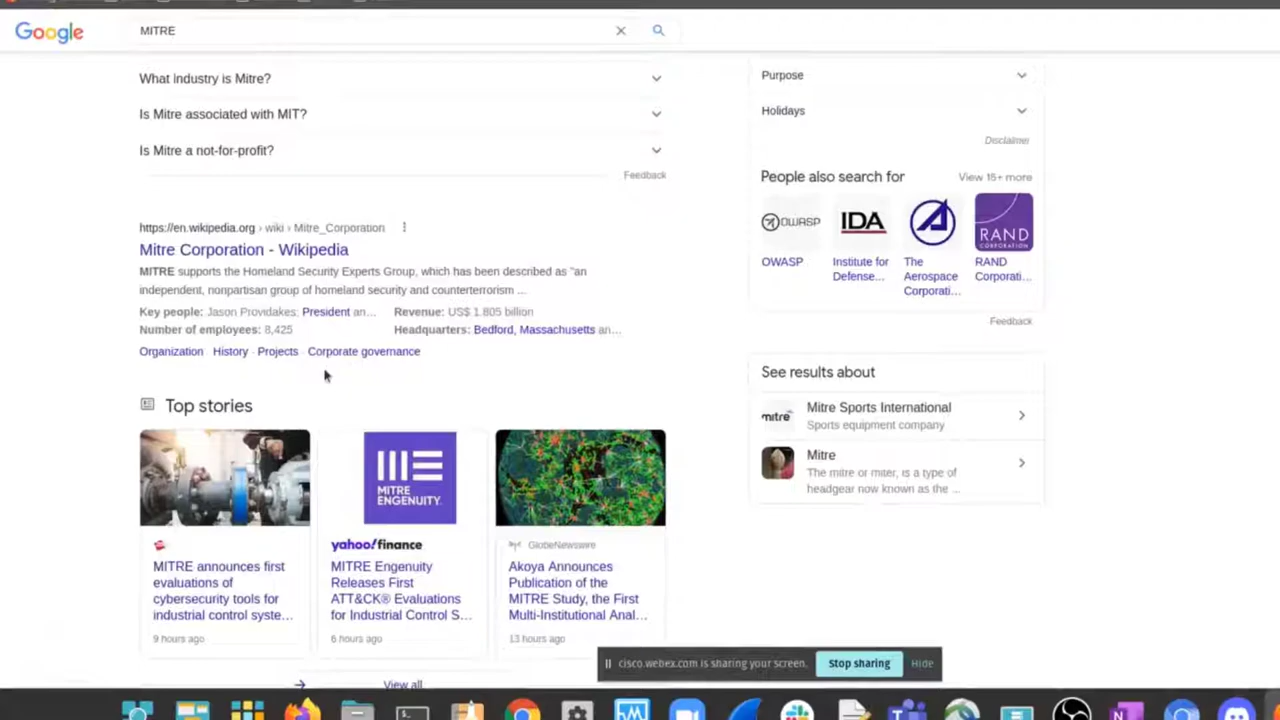 Google
MITRE
What industry is Mitre?
Is Mitre associated with MIT?
Is Mitre a not-for-profit?
Feedback
https://en.wikipedia.org › wiki › Mitre_Corporation
Mitre Corporation - Wikipedia
MITRE supports the Homeland Security Experts Group, which has been described as "an
independent, nonpartisan group of homeland security and counterterrorism ...
Key people: Jason Providakes; President an... Revenue: US$ 1.805 billion
Number of employees: 8,425 Headquarters: Bedford, Massachusetts an...
Organization · History · Projects · Corporate governance
Top stories
MITRE
ENGENUITY.
MITRE announces first
evaluations of
cybersecurity tools for
industrial control syste...
9 hours ago
yahoo!finance
MITRE Engenuity
Releases First
ATT&CK® Evaluations
for Industrial Control S...
6 hours ago
GlobeNewswire
Akoya Announces
Publication of the
MITRE Study, the First
Multi-Institutional Anal...
13 hours ago
View all
Purpose
Holidays
Disclaimer
People also search for
View 15+ more
OWASP
OWASP
IDA
Institute for
Defense...
The
Aerospace
Corporati...
RAND
CORPORATION
RAND
Corporati...
Feedback
See results about
mitre
Mitre Sports International
Sports equipment company
Mitre
The mitre or miter, is a type of
headgear now known as the ...
cisco.webex.com is sharing your screen.
Stop sharing
Hide